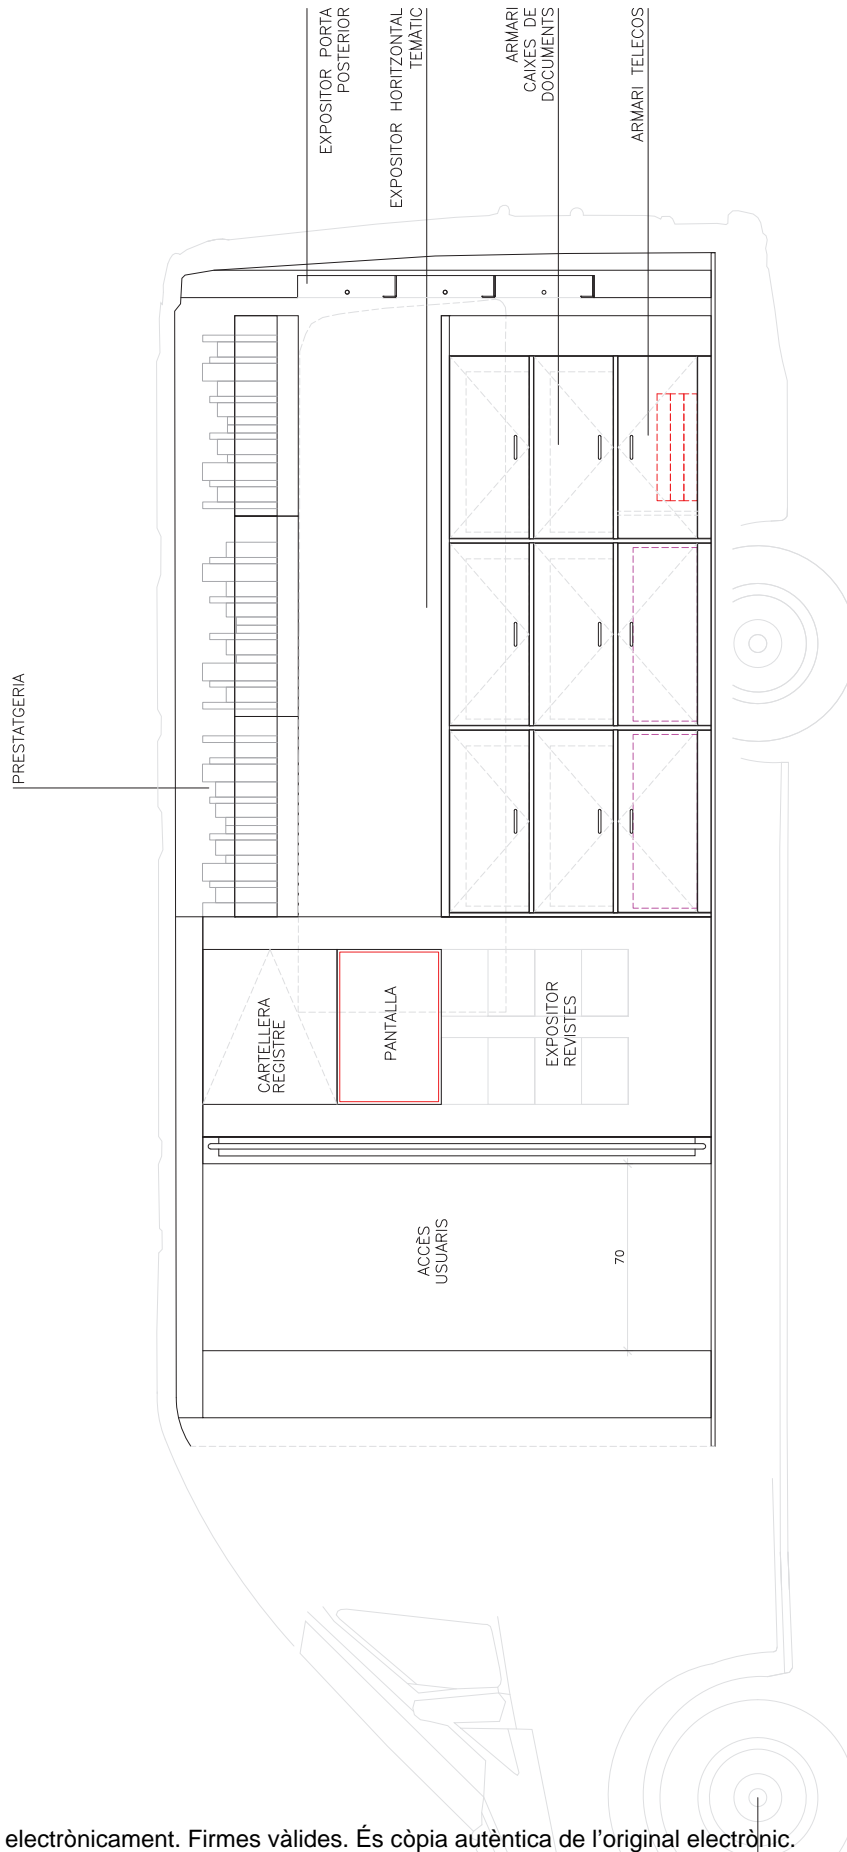 EXPOSITOR PORTA
POSTERIOR
EXPOSITOR HORITZONTAL
TEMÀTIC
ARMARI
CAIXES DE
DOCUMENTS
ARMARI TELECOS
PRESTATGERIA
CARTELLERA
REGISTRE
PANTALLA
EXPOSITOR
REVISTES
ACCÈS
USUARIS
70
electrònicament. Firmes vàlides. És còpia autèntica de l'original electrònic.